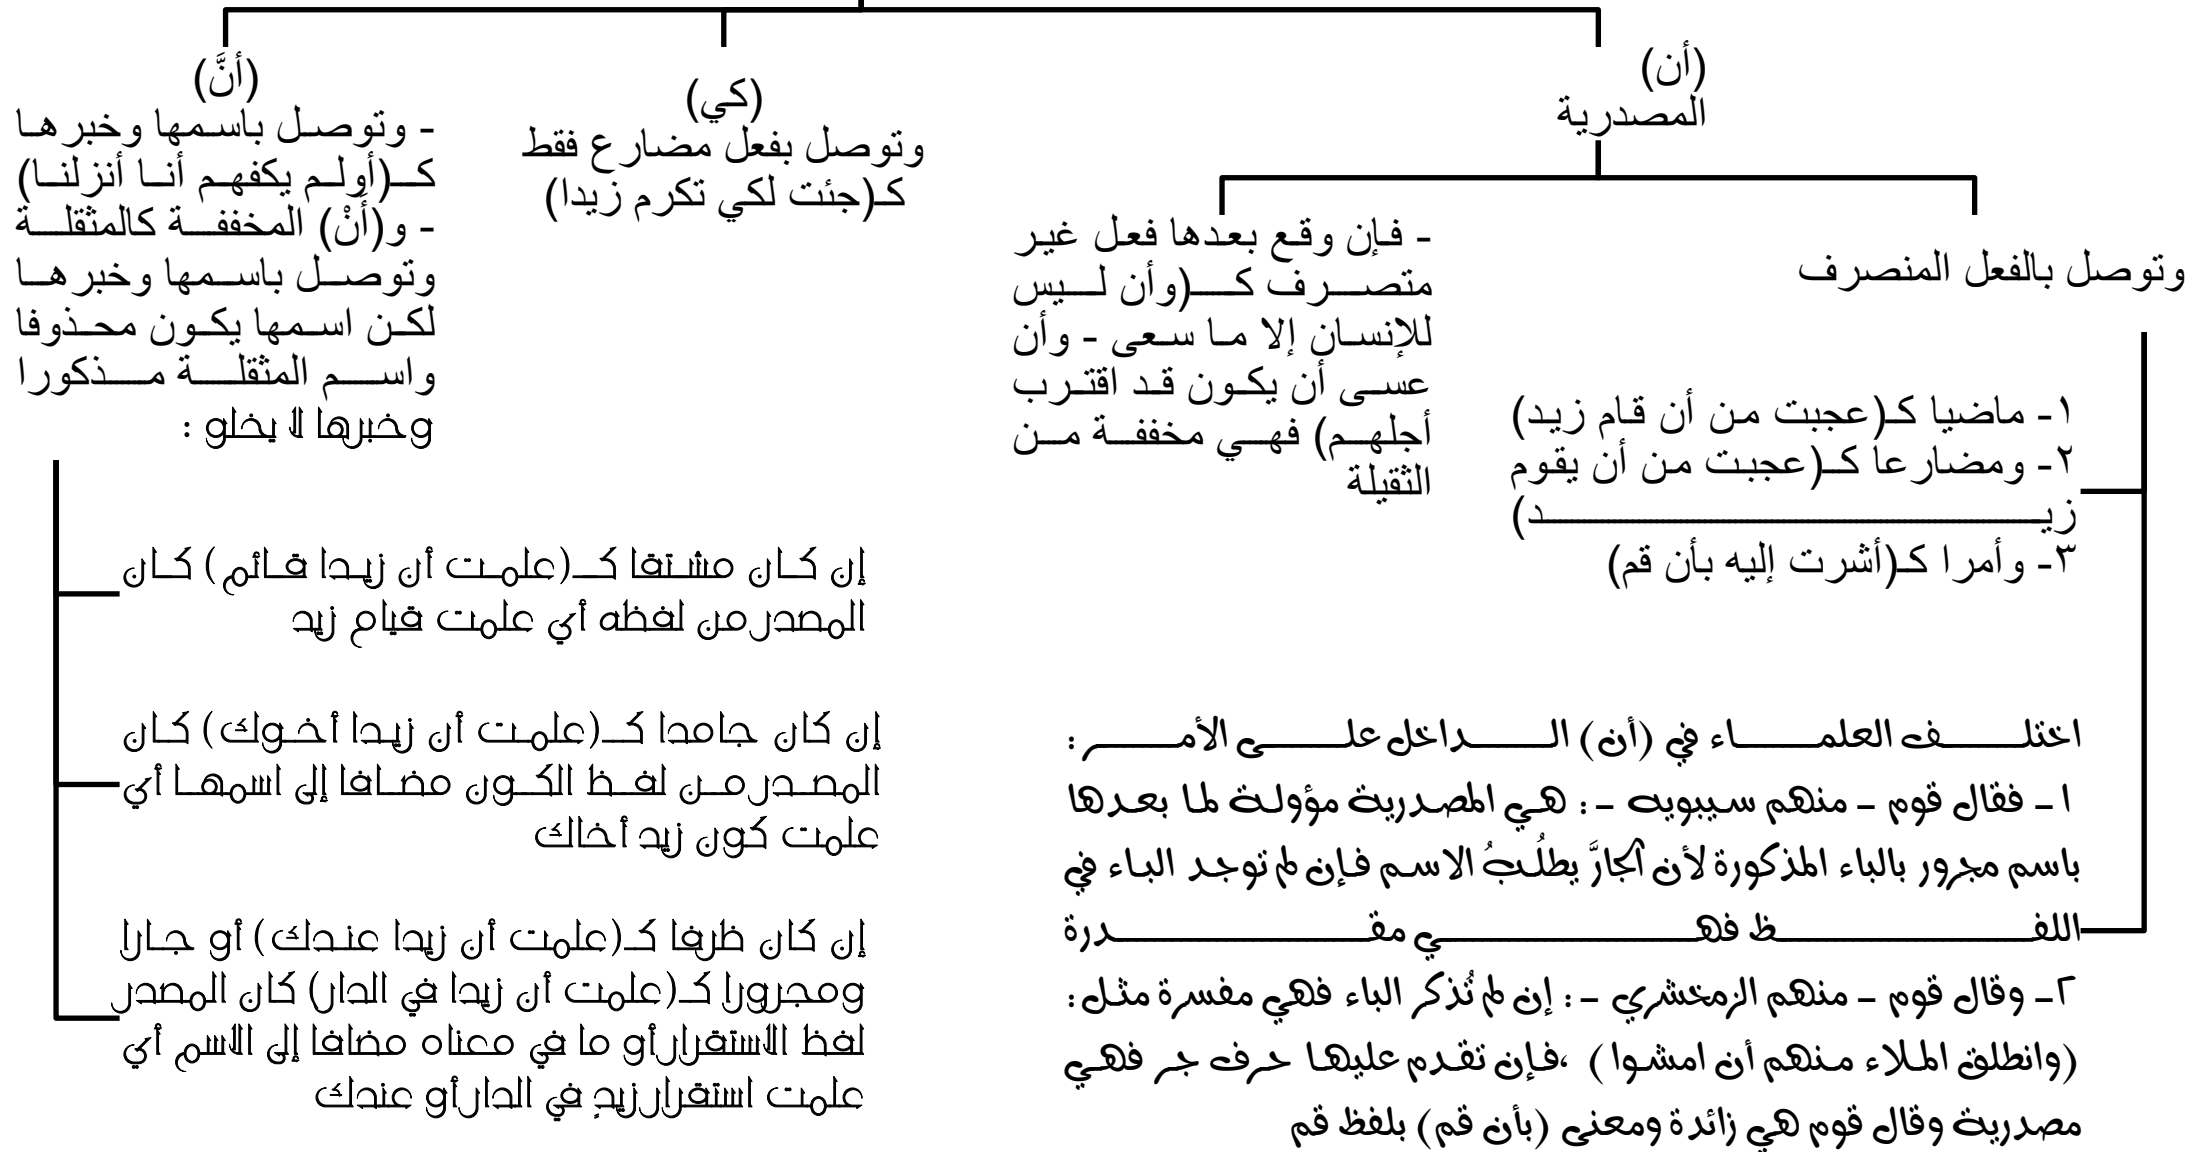 (أن)
المصدرية
وتوصل بالفعل المنصرف
١- ماضيا كـ(عجبت من أن قام زيد)
٢- ومضارعا كـ(عجبت من أن يقوم
زيد)
٣- وأمرا كـ(أشرت إليه بأن قم)
اختلف العلماء في (أن) الداخل على الأمر :
١ - فقال قوم - منهم سيبويه - : هي المصدرية مؤولة لما بعدها
باسم مجرور بالباء المذكورة لأن الجارَّ يطلُبُ الاسم فإن لم توجد الباء في
اللفظ فهي مقدرة
٢- وقال قوم - منهم الزمخشري - : إن لم تُذكر الباء فهي مفسرة مثل :
(وانطلق الملاء منهم أن امشوا) ،فإن تقدم عليها حرف جر فهي
مصدرية وقال قوم هي زائدة ومعنى (بأن قم) بلفظ قم
- فإن وقع بعدها فعل غير
متصرف كـ(وأن ليس
للإنسان إلا ما سعى - وأن
عسى أن يكون قد اقترب
أجلهم) فهي مخففة من
الثقيلة
(كي)
وتوصل بفعل مضارع فقط
كـ(جئت لكي تكرم زيدا)
(أنَّ)
- وتوصل باسمها وخبرها
كـ(أولم يكفهم أنا أنزلنا)
- و(أنْ) المخففة كالمثقلة
وتوصل باسمها وخبرها
لكن اسمها يكون محذوفا
واسم المثقلة مذكورا
وخبرها لا يخلو :
إن كان مشتقا كـ(علمت أن زيدا قائم) كان
المصدر من لفظه أي علمت قيام زيد
إن كان جامدا كـ(علمت أن زيدا أخوك) كان
المصدر من لفظ الكون مضافا إلى اسمها أي
علمت كون زيد أخاك
إن كان ظرفا كـ(علمت أن زيدا عندك) أو جارا
ومجرورا كـ(علمت أن زيدا في الدار) كان المصدر
لفظ الاستقرار أو ما في معناه مضافا إلى الاسم أي
علمت استقرار زيدٍ في الدار أو عندك